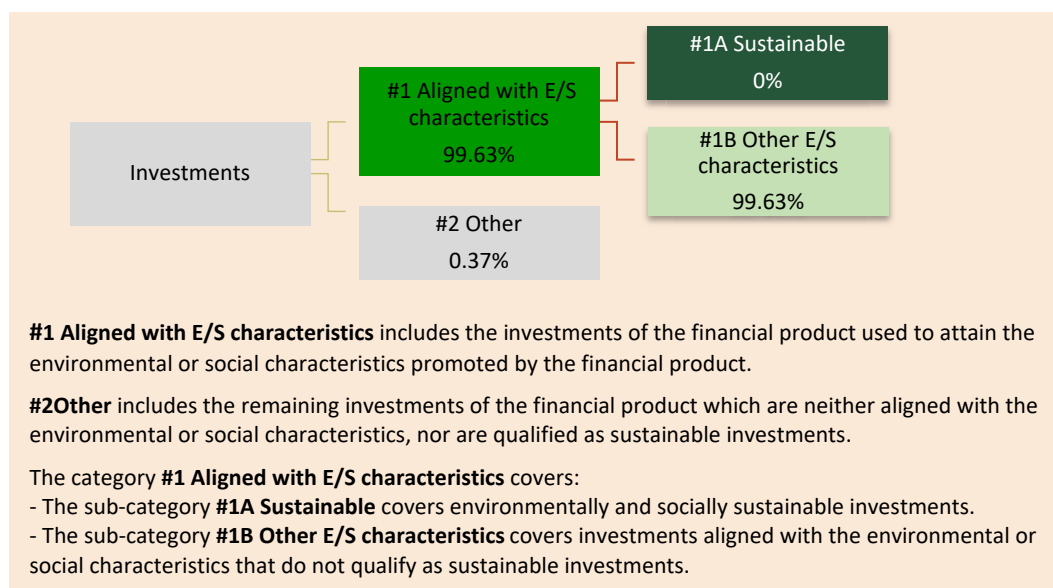 #1A Sustainable
0%
#1 Aligned with E/S
characteristics
99.63%
#1B Other E/S
characteristics
99.63%
Investments
#2 Other
0.37%
#1 Aligned with E/S characteristics includes the investments of the financial product used to attain the
environmental or social characteristics promoted by the financial product.
#2Other includes the remaining investments of the financial product which are neither aligned with the
environmental or social characteristics, nor are qualified as sustainable investments.
The category #1 Aligned with E/S characteristics covers:
- The sub-category #1A Sustainable covers environmentally and socially sustainable investments.
- The sub-category #1B Other E/S characteristics covers investments aligned with the environmental or
social characteristics that do not qualify as sustainable investments.